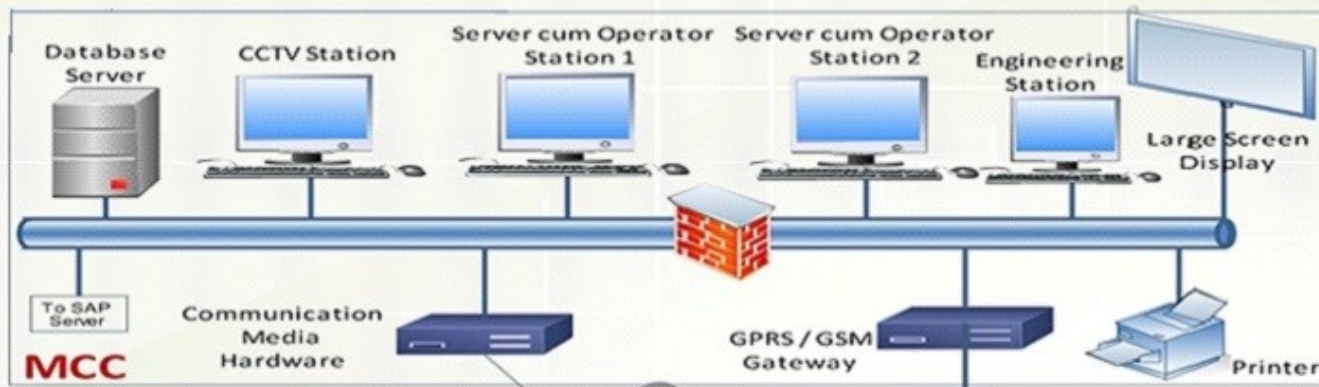 Database
Server
CCTV Station
Server cum Operator
Station 1
Server cum Operator
Station 2
Engineering
Station
Large Screen
Display
To SAP
Server
Communication
Media
Hardware
GPRS / GSM
Gateway
Printer
MCC